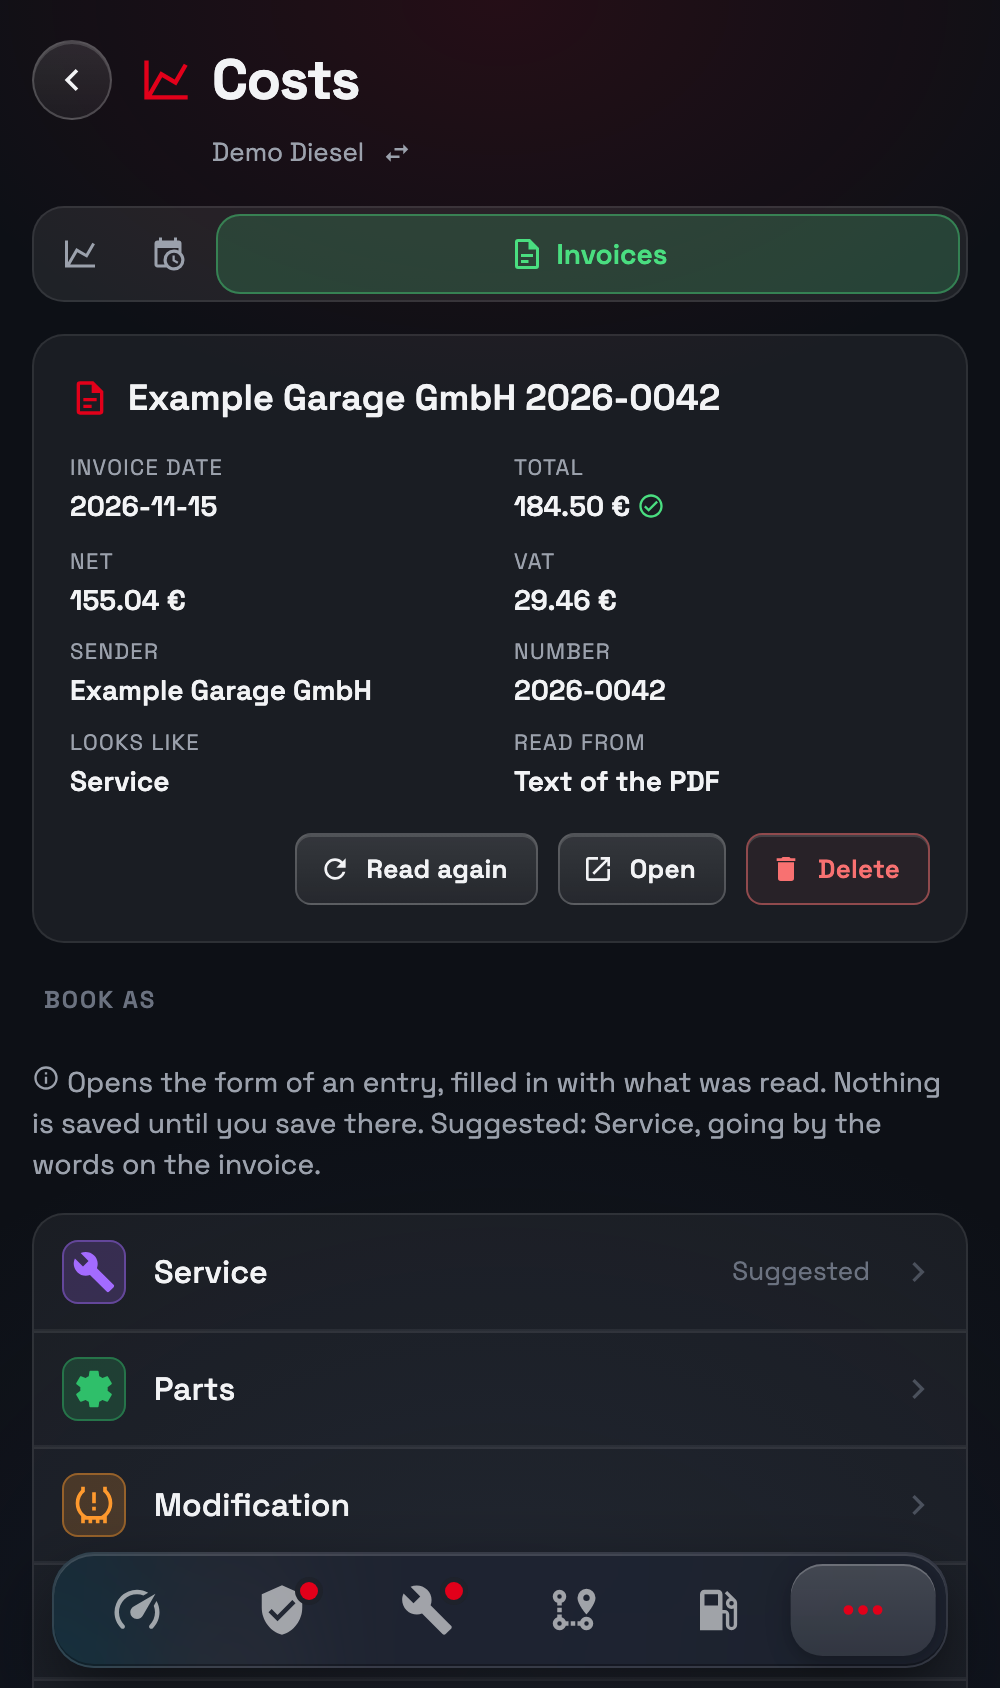 Costs
Demo Diesel
Invoices
Example Garage GmbH 2026-0042
INVOICE DATE
2026-11-15
TOTAL
184.50 €
NET
155.04 €
VAT
29.46 €
SENDER
Example Garage GmbH
NUMBER
2026-0042
LOOKS LIKE
Service
READ FROM
Text of the PDF
Read again
Open
Delete
BOOK AS
Opens the form of an entry, filled in with what was read. Nothing
is saved until you save there. Suggested: Service, going by the
words on the invoice.
Service
Suggested
Parts
Modification